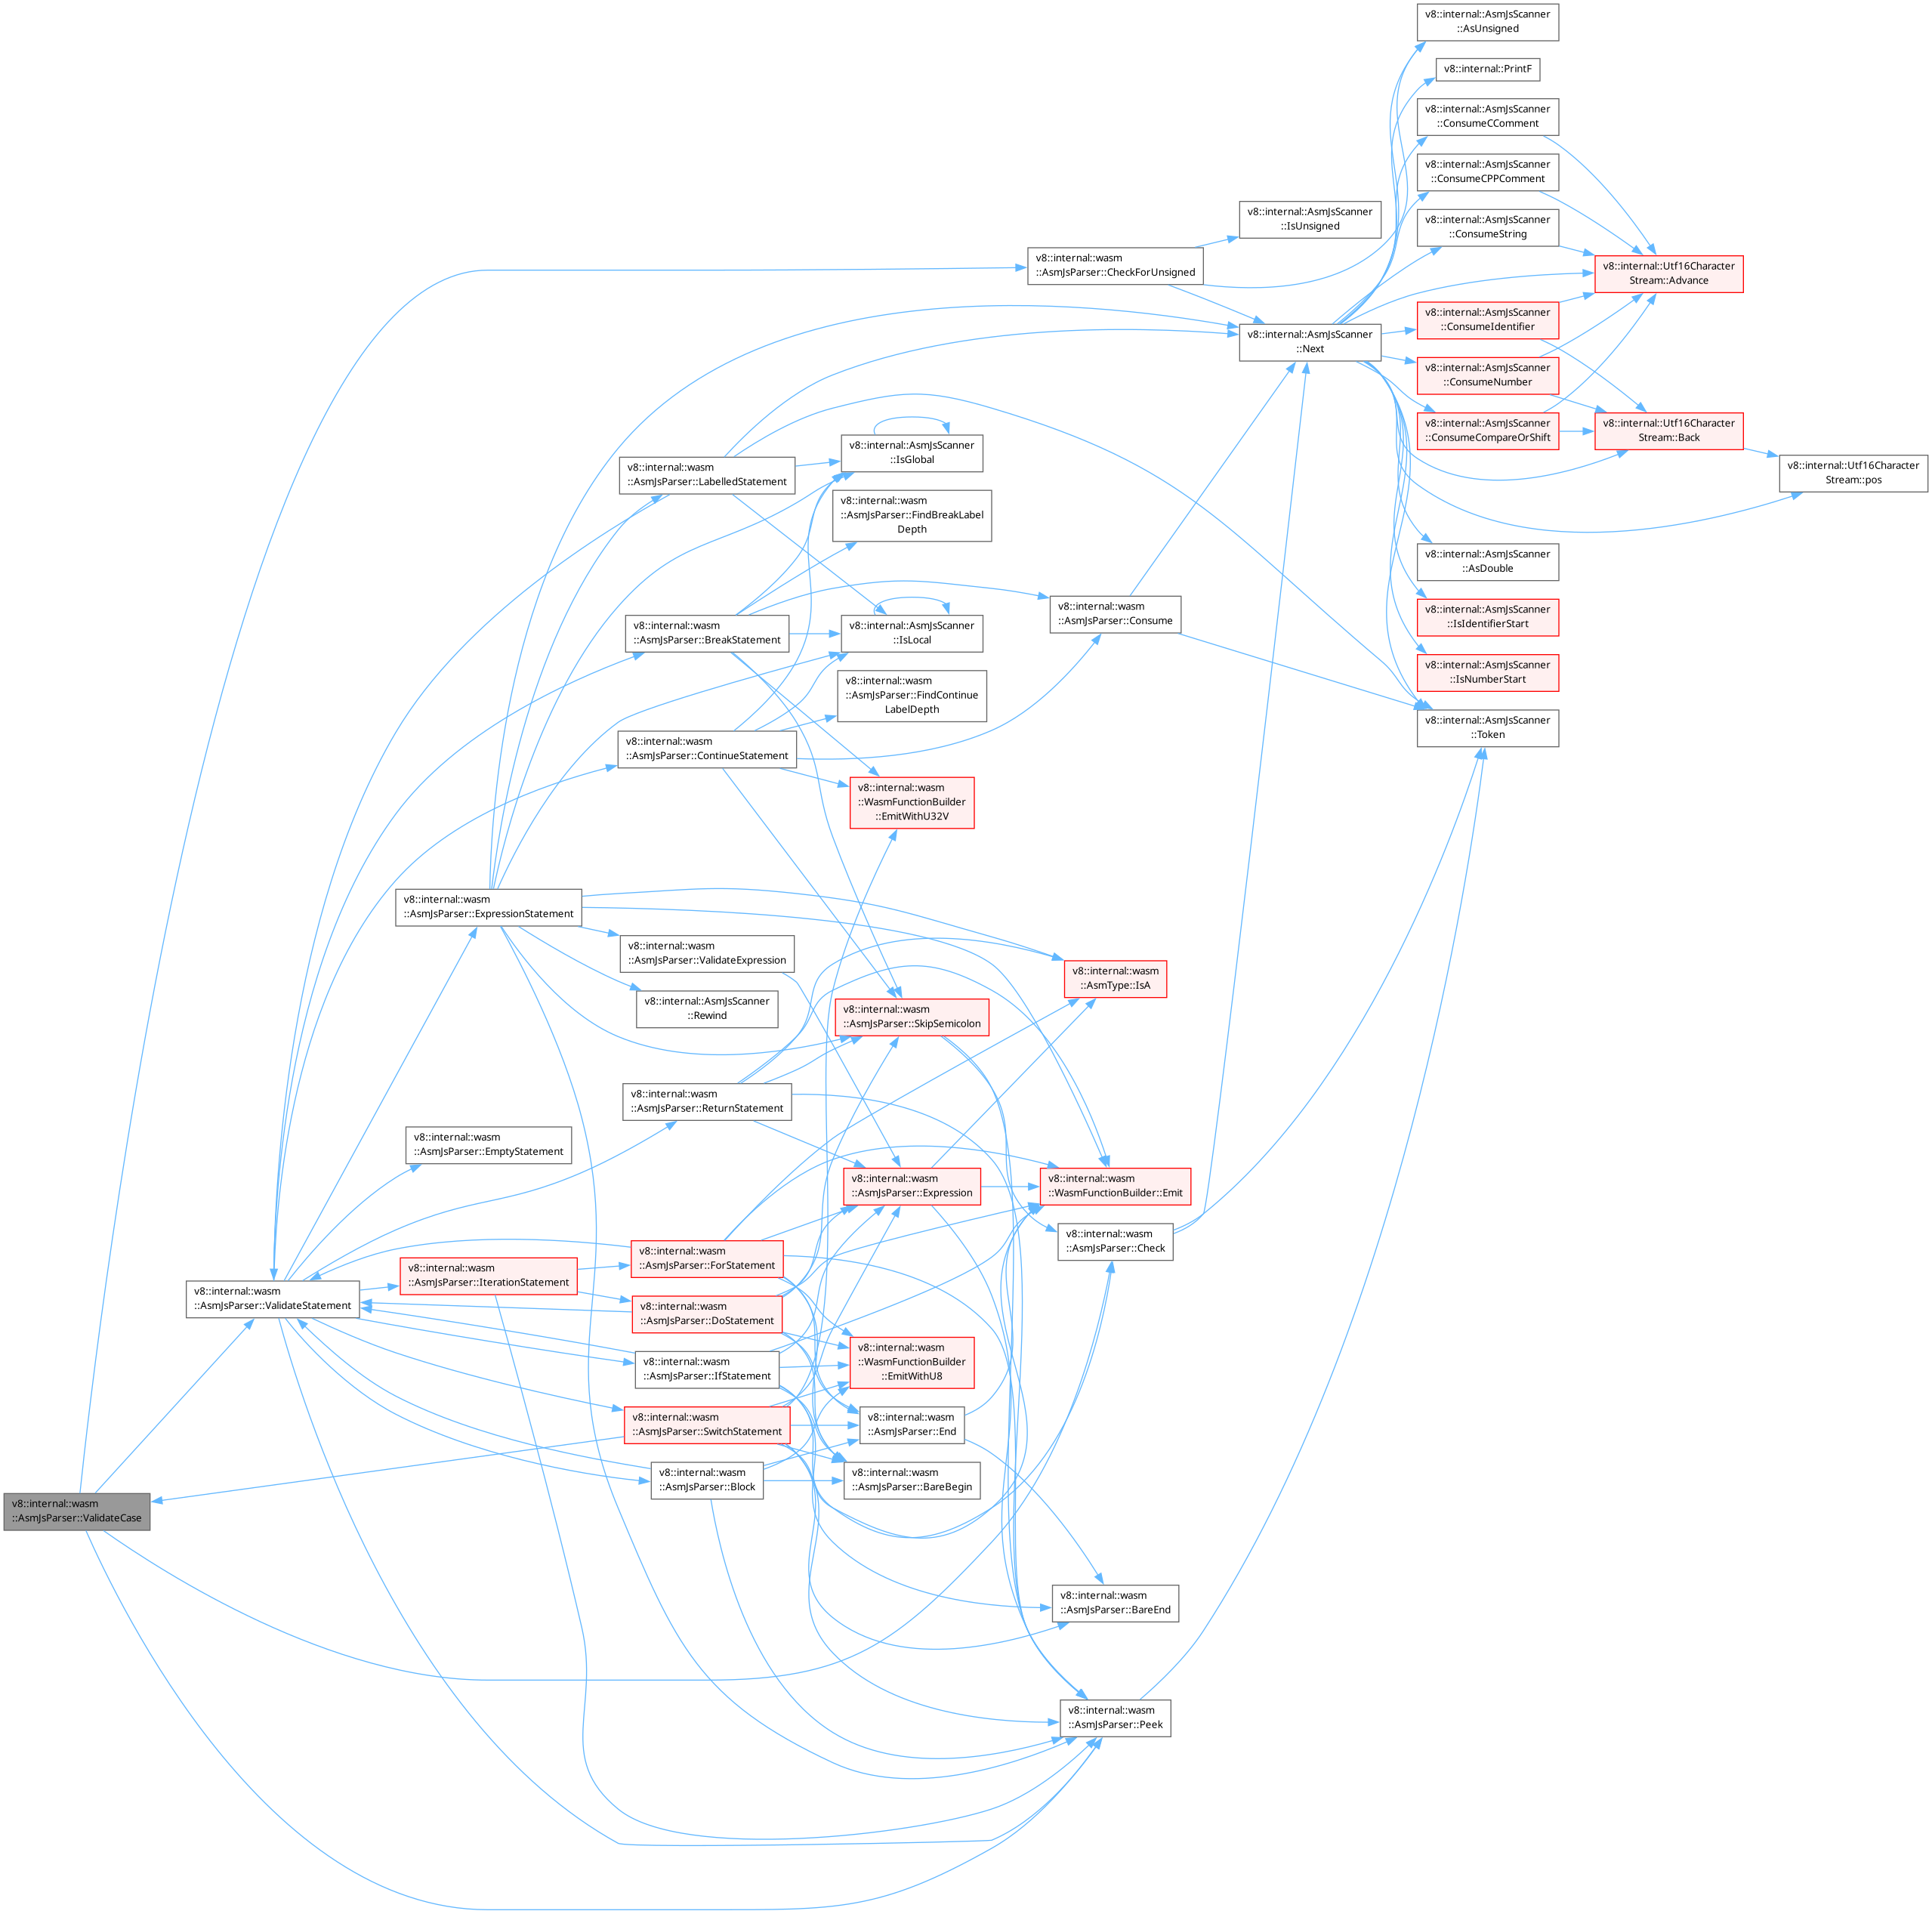 v8::internal::AsmJsScanner
::AsUnsigned
v8::internal::PrintF
v8::internal::AsmJsScanner
::ConsumeCComment
v8::internal::AsmJsScanner
::ConsumeCPPComment
v8::internal::AsmJsScanner
::IsUnsigned
v8::internal::AsmJsScanner
::ConsumeString
v8::internal::wasm
::AsmJsParser::CheckForUnsigned
v8::internal::Utf16Character
Stream::Advance
v8::internal::AsmJsScanner
::ConsumeIdentifier
v8::internal::AsmJsScanner
::Next
v8::internal::AsmJsScanner
::ConsumeNumber
v8::internal::AsmJsScanner
::ConsumeCompareOrShift
v8::internal::Utf16Character
Stream::Back
v8::internal::AsmJsScanner
::IsGlobal
v8::internal::wasm
::AsmJsParser::LabelledStatement
v8::internal::Utf16Character
Stream::pos
v8::internal::wasm
::AsmJsParser::FindBreakLabel
Depth
v8::internal::AsmJsScanner
::AsDouble
v8::internal::wasm
::AsmJsParser::Consume
v8::internal::AsmJsScanner
::IsIdentifierStart
v8::internal::wasm
::AsmJsParser::BreakStatement
v8::internal::AsmJsScanner
::IsLocal
v8::internal::AsmJsScanner
::IsNumberStart
v8::internal::wasm
::AsmJsParser::FindContinue
LabelDepth
v8::internal::AsmJsScanner
::Token
v8::internal::wasm
::AsmJsParser::ContinueStatement
v8::internal::wasm
::WasmFunctionBuilder
::EmitWithU32V
v8::internal::wasm
::AsmJsParser::ExpressionStatement
v8::internal::wasm
::AsmJsParser::ValidateExpression
v8::internal::wasm
::AsmType::IsA
v8::internal::AsmJsScanner
::Rewind
v8::internal::wasm
::AsmJsParser::SkipSemicolon
v8::internal::wasm
::AsmJsParser::ReturnStatement
v8::internal::wasm
::AsmJsParser::EmptyStatement
v8::internal::wasm
::AsmJsParser::Expression
v8::internal::wasm
::WasmFunctionBuilder::Emit
v8::internal::wasm
::AsmJsParser::Check
v8::internal::wasm
::AsmJsParser::ForStatement
v8::internal::wasm
::AsmJsParser::IterationStatement
v8::internal::wasm
::AsmJsParser::ValidateStatement
v8::internal::wasm
::AsmJsParser::DoStatement
v8::internal::wasm
::AsmJsParser::IfStatement
v8::internal::wasm
::WasmFunctionBuilder
::EmitWithU8
v8::internal::wasm
::AsmJsParser::SwitchStatement
v8::internal::wasm
::AsmJsParser::End
v8::internal::wasm
::AsmJsParser::Block
v8::internal::wasm
::AsmJsParser::BareBegin
v8::internal::wasm
::AsmJsParser::ValidateCase
v8::internal::wasm
::AsmJsParser::BareEnd
v8::internal::wasm
::AsmJsParser::Peek